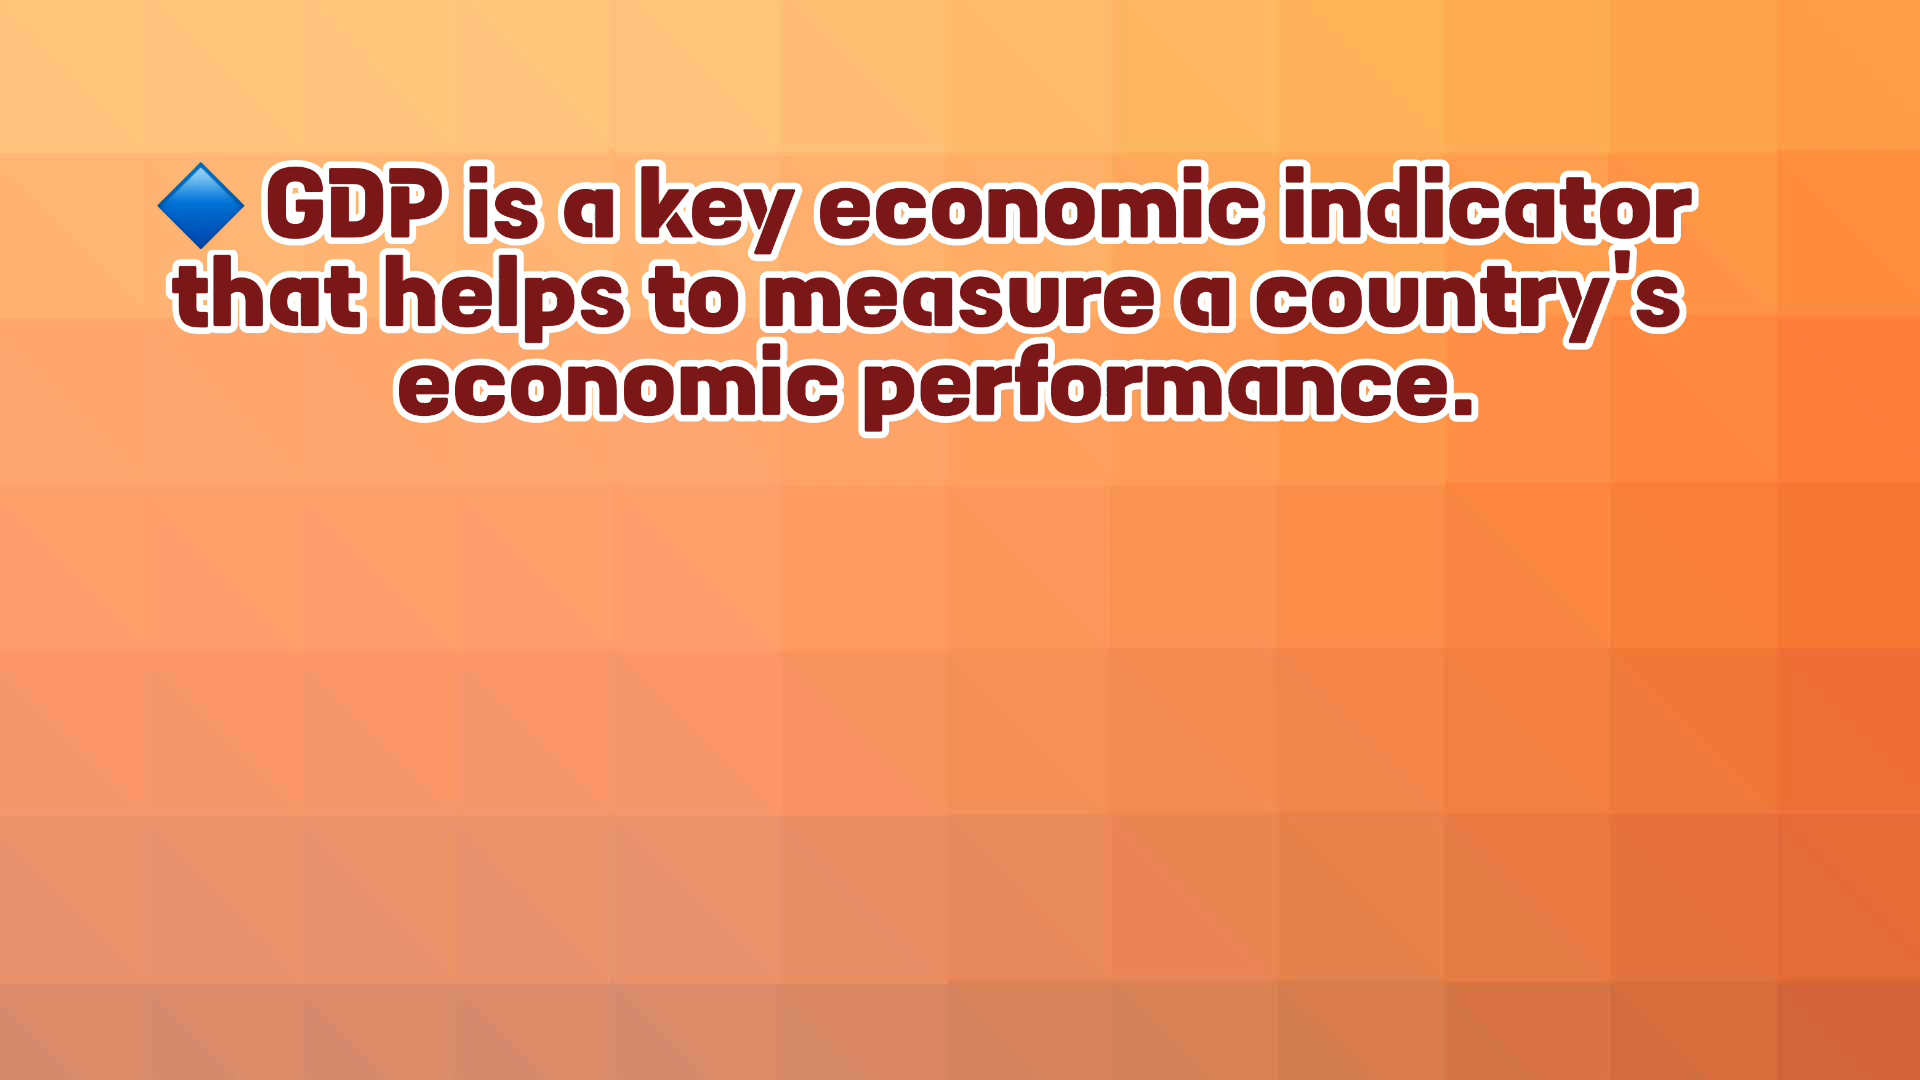 🔷 GDP is a key economic indicator
that helps to measure a country's
economic performance.